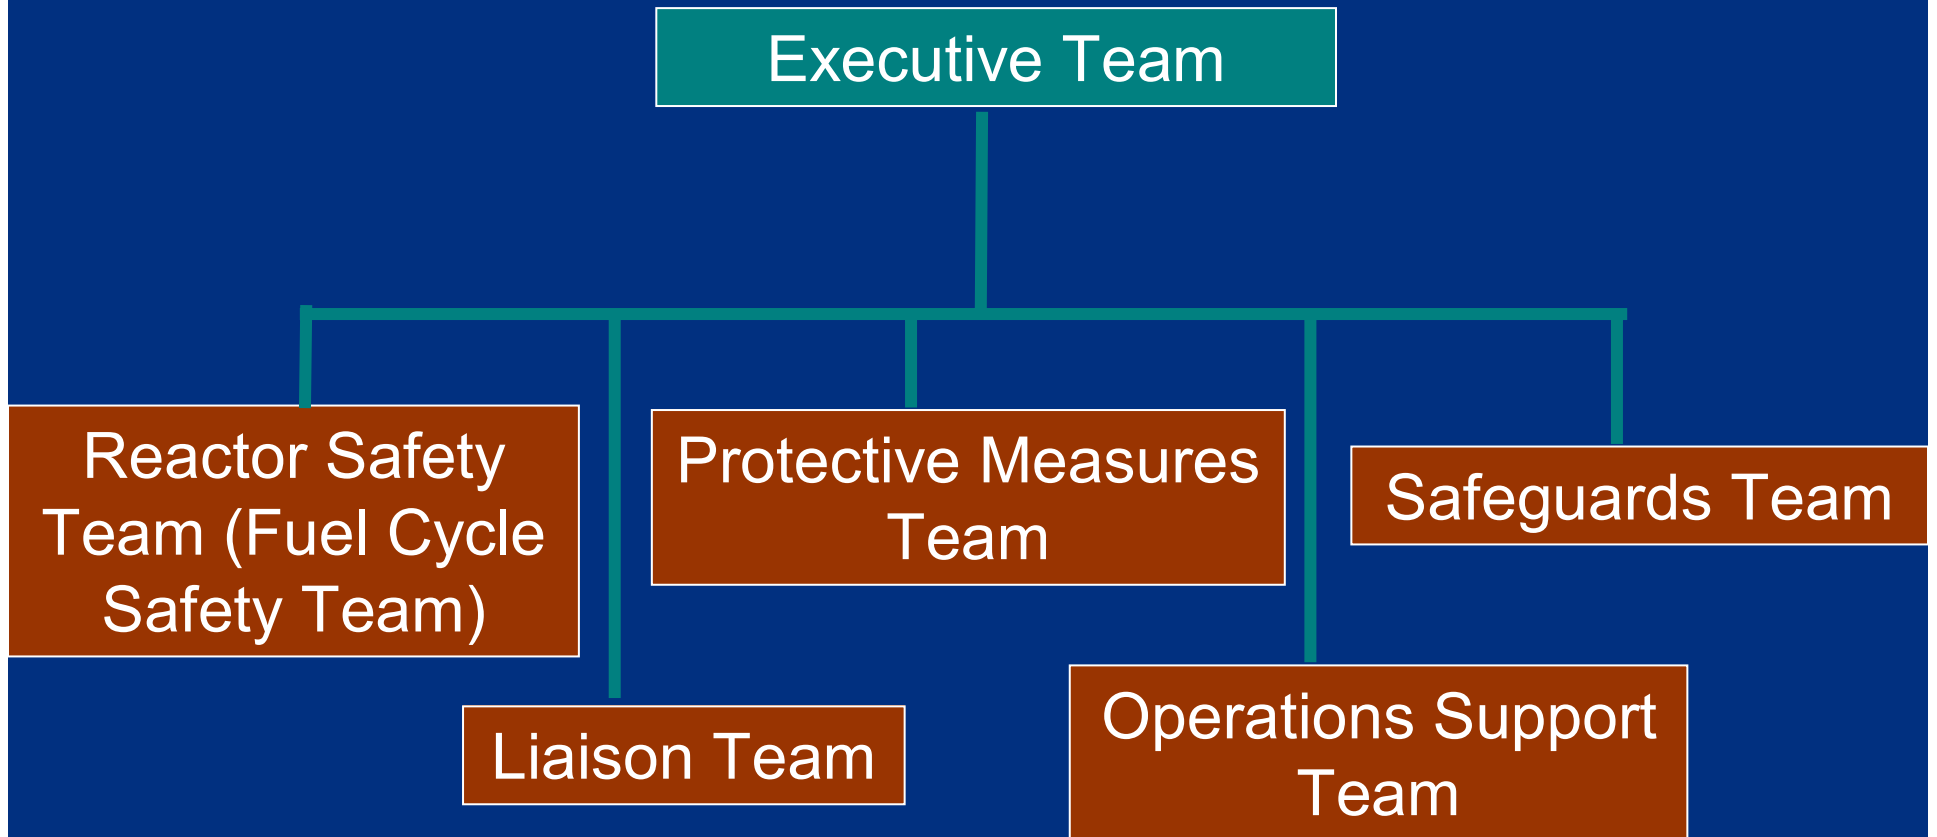 Executive Team
Reactor Safety
Team (Fuel Cycle
Safety Team)
Protective Measures
Team
Safeguards Team
Liaison Team
Operations Support
Team